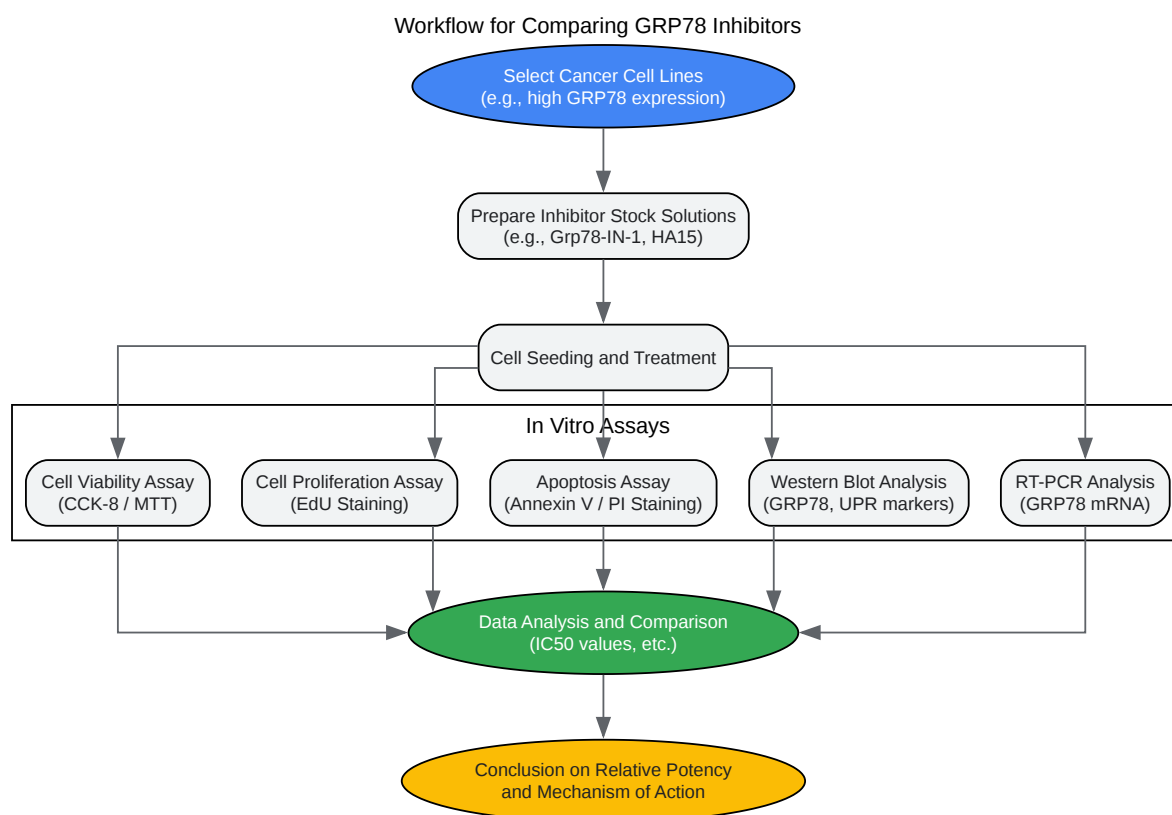 Workflow for Comparing GRP78 Inhibitors
Select Cancer Cell Lines
(e.g., high GRP78 expression)
Prepare Inhibitor Stock Solutions
(e.g., Grp78-IN-1, HA15)
Cell Seeding and Treatment
In Vitro Assays
Cell Viability Assay
(CCK-8 / MTT)
Cell Proliferation Assay
(EdU Staining)
Apoptosis Assay
(Annexin V / PI Staining)
Western Blot Analysis
(GRP78, UPR markers)
RT-PCR Analysis
(GRP78 mRNA)
Data Analysis and Comparison
(IC50 values, etc.)
Conclusion on Relative Potency
and Mechanism of Action